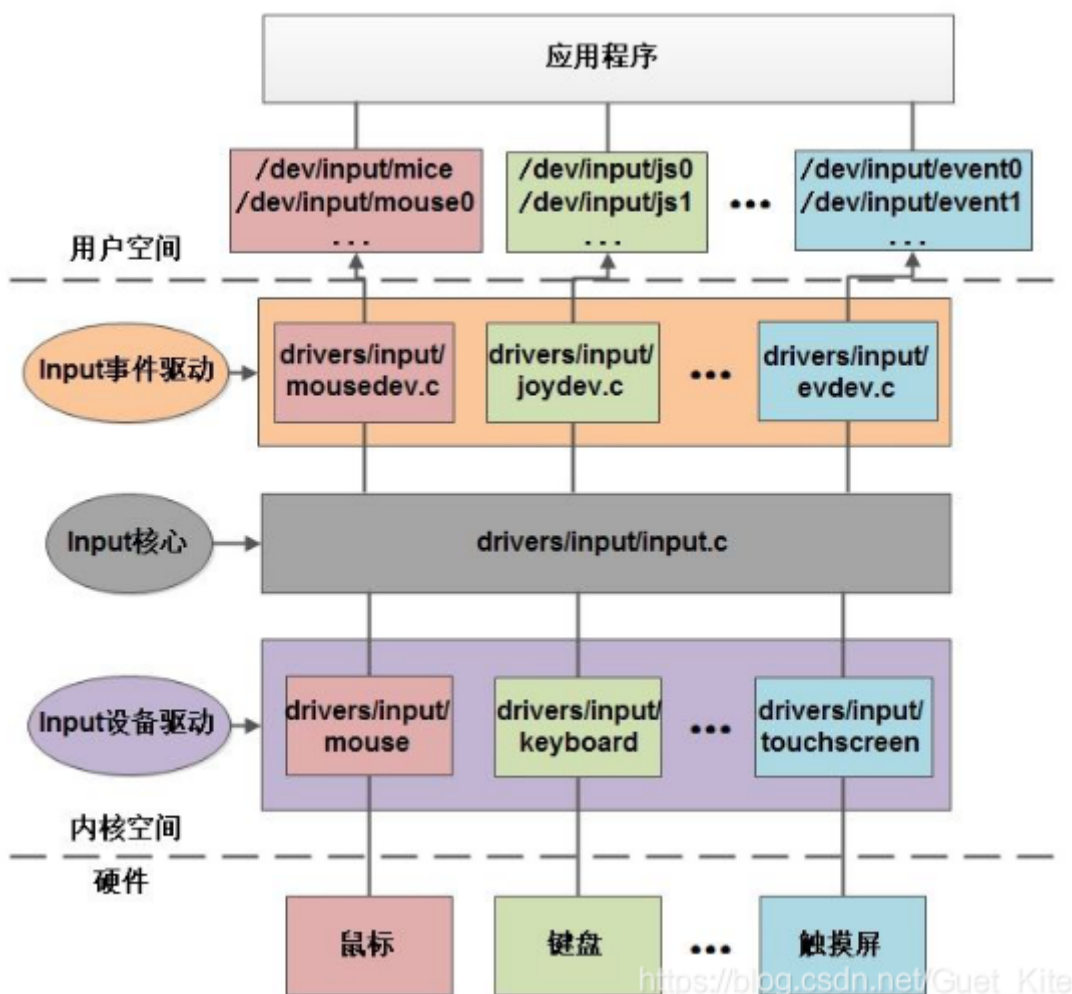 应用程序
/dev/input/mice
/dev/input/mouse0
...
/dev/input/js0
/dev/input/js1
...
•••
/dev/input/event0
/dev/input/event1
...
用户空间
Input事件驱动
drivers/input/
mousedev.c
drivers/input/
joydev.c
•••
drivers/input/
evdev.c
Input核心
drivers/input/input.c
Input设备驱动
drivers/input/
mouse
drivers/input/
keyboard
•••
drivers/input/
touchscreen
内核空间
硬件
鼠标
键盘
•••
触摸屏
https://blog.csdn.net/Guet_Kite